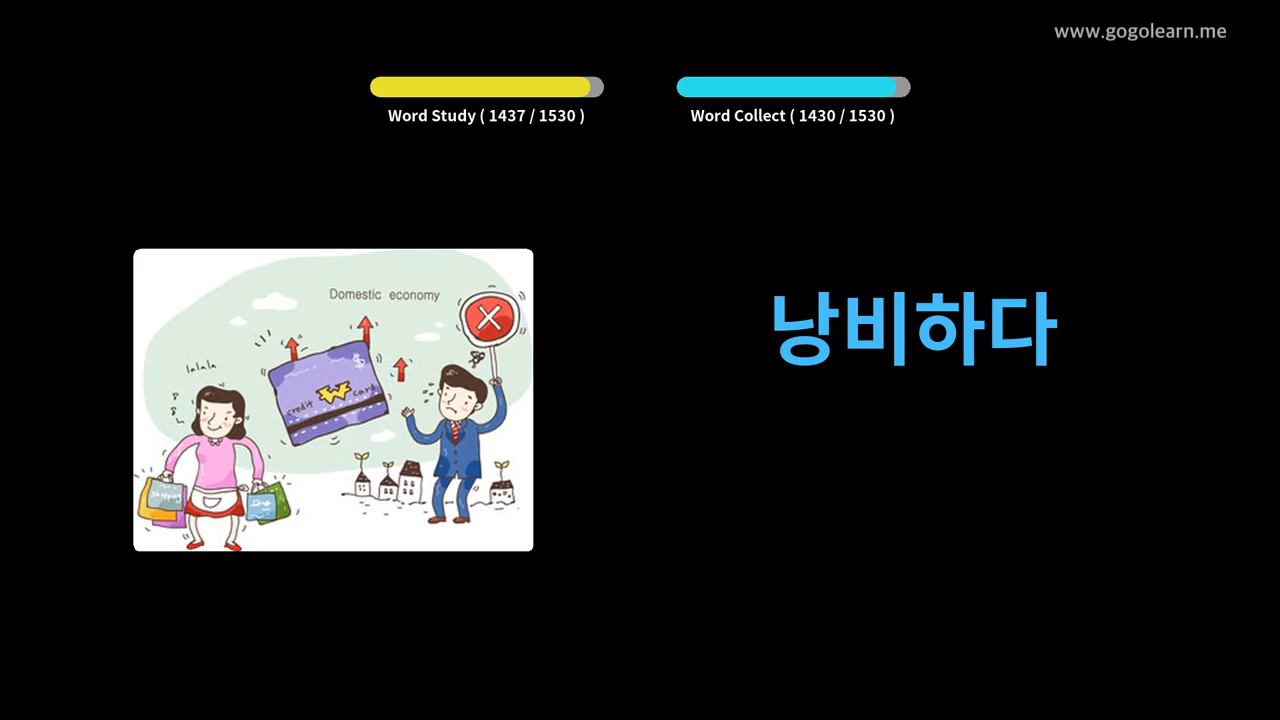 www.gogolearn.me
Word Study ( 1437 / 1530 )
Word Collect ( 1430 / 1530 )
Domestic economy
lalala
$
W
credit card
shopping
낭비하다